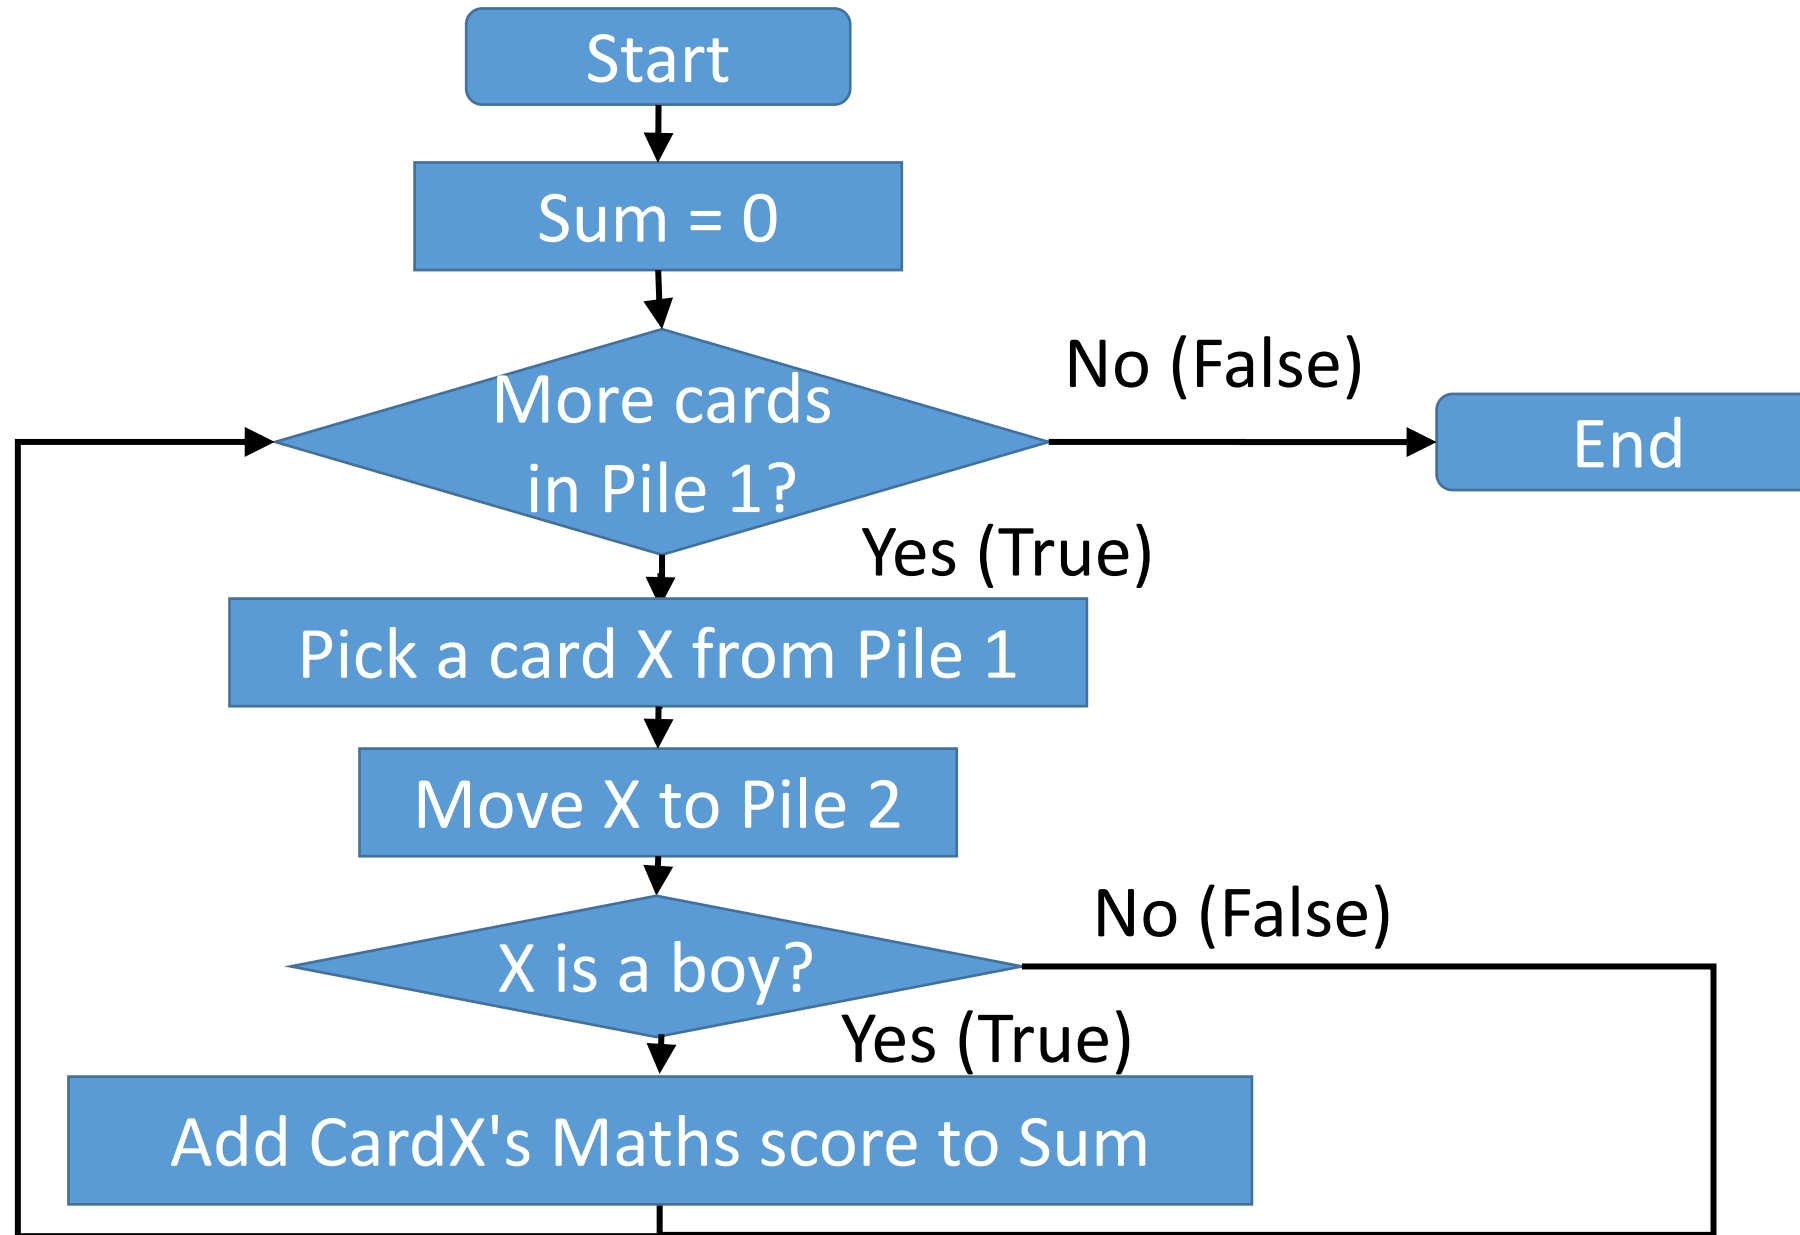 Start
Sum = 0
More cards
in Pile 1?
No (False)
End
Yes (True)
Pick a card X from Pile 1
Move X to Pile 2
X is a boy?
No (False)
Yes (True)
Add CardX's Maths score to Sum